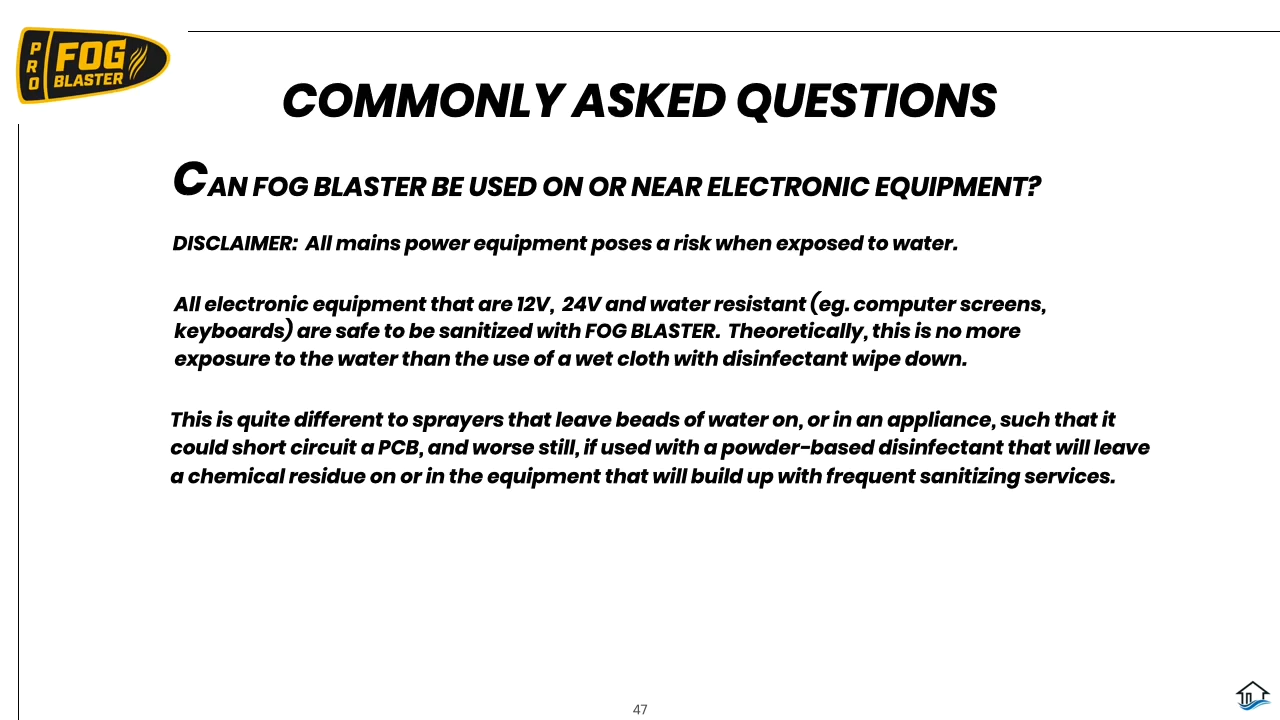 PRO
FOG
BLASTER
COMMONLY ASKED QUESTIONS
CAN FOG BLASTER BE USED ON OR NEAR ELECTRONIC EQUIPMENT?
DISCLAIMER: All mains power equipment poses a risk when exposed to water.
All electronic equipment that are 12V, 24V and water resistant (eg. computer screens,
keyboards) are safe to be sanitized with FOG BLASTER. Theoretically, this is no more
exposure to the water than the use of a wet cloth with disinfectant wipe down.
This is quite different to sprayers that leave beads of water on, or in an appliance, such that it
could short circuit a PCB, and worse still, if used with a powder-based disinfectant that will leave
a chemical residue on or in the equipment that will build up with frequent sanitizing services.
47